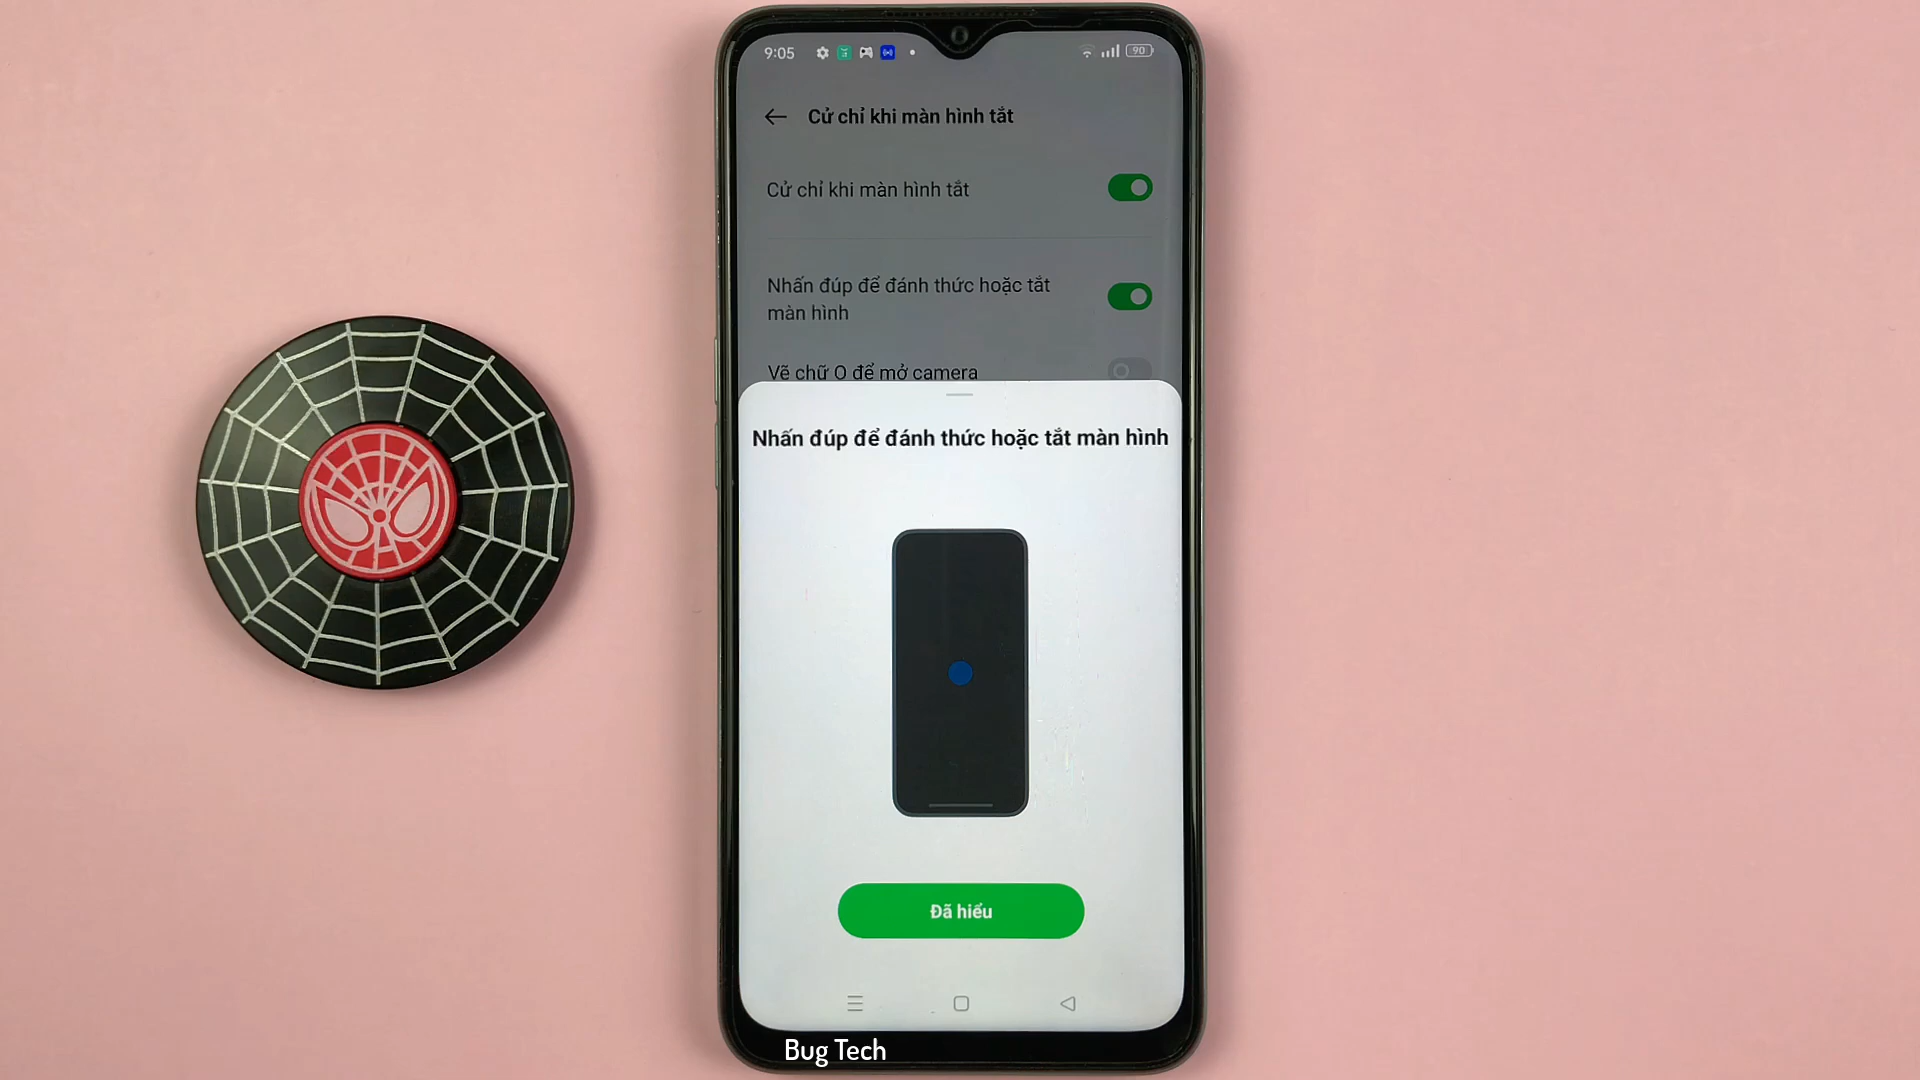 9:05
90
Cử chỉ khi màn hình tắt
Cử chỉ khi màn hình tắt
Nhấn đúp để đánh thức hoặc tắt
màn hình
Vẽ chữ O để mở camera
Nhấn đúp để đánh thức hoặc tắt màn hình
Đã hiểu
Bug Tech